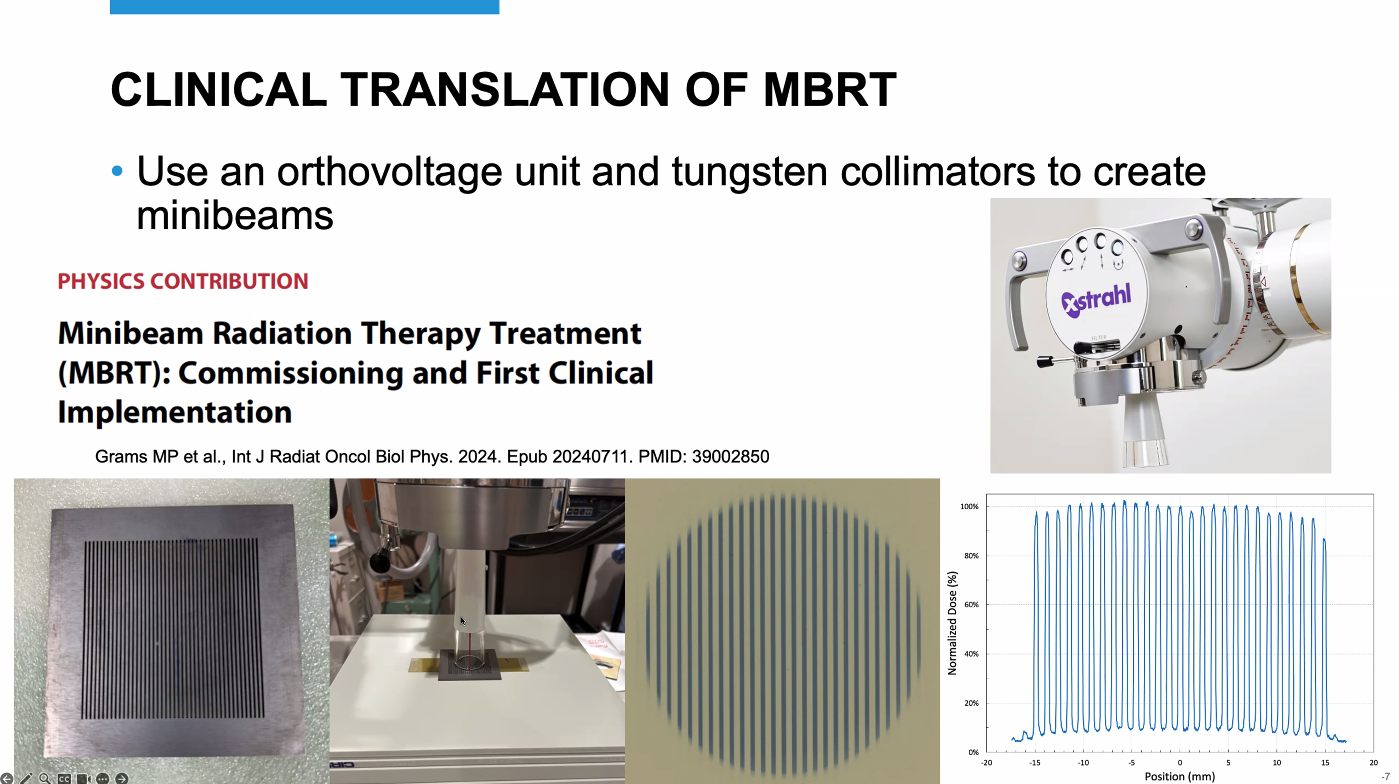 CLINICAL TRANSLATION OF MBRT
• Use an orthovoltage unit and tungsten collimators to create
minibeams
PHYSICS CONTRIBUTION
Minibeam Radiation Therapy Treatment
(MBRT): Commissioning and First Clinical
Implementation
Grams MP et al., Int J Radiat Oncol Biol Phys. 2024. Epub 20240711. PMID: 39002850
xstrahl
Normalized Dose (%)
100%
80%
60%
40%
20%
0%
-20 -15 -10 -5 0 5 10 15 20
Position (mm)
CC
-7